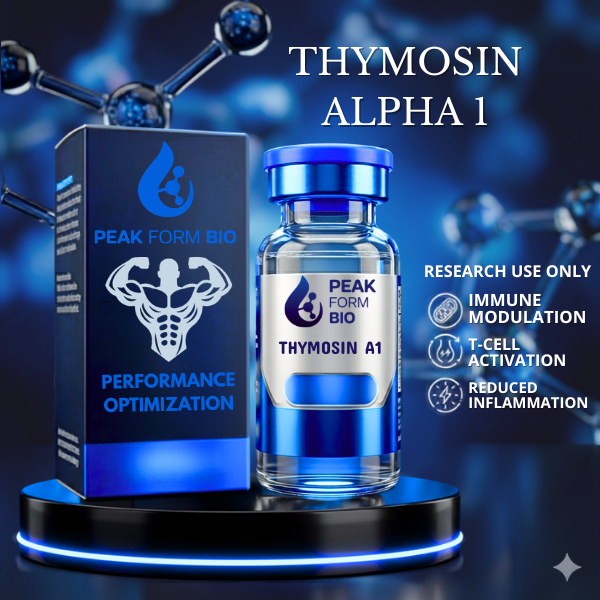 THYMOSIN
ALPHA 1
PEAK FORM BIO
PERFORMANCE
OPTIMIZATION
PEAK
FORM
BIO
THYMOSIN A1
RESEARCH USE ONLY
IMMUNE
MODULATION
T-CELL
ACTIVATION
REDUCED
INFLAMMATION